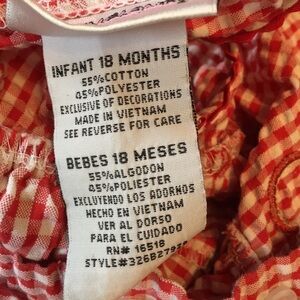 INFANT 18 MONTHS
55%COTTON
45%POLYESTER
EXCLUSIVE OF DECORATIONS
MADE IN VIETNAM
SEE REVERSE FOR CARE
BEBES 18 MESES
55%ALGODON
45%POLIESTER
EXCLUYENDO LOS ADORNOS
HECHO EN VIETNAM
VER AL DORSO
PARA EL CUIDADO
RN# 16518